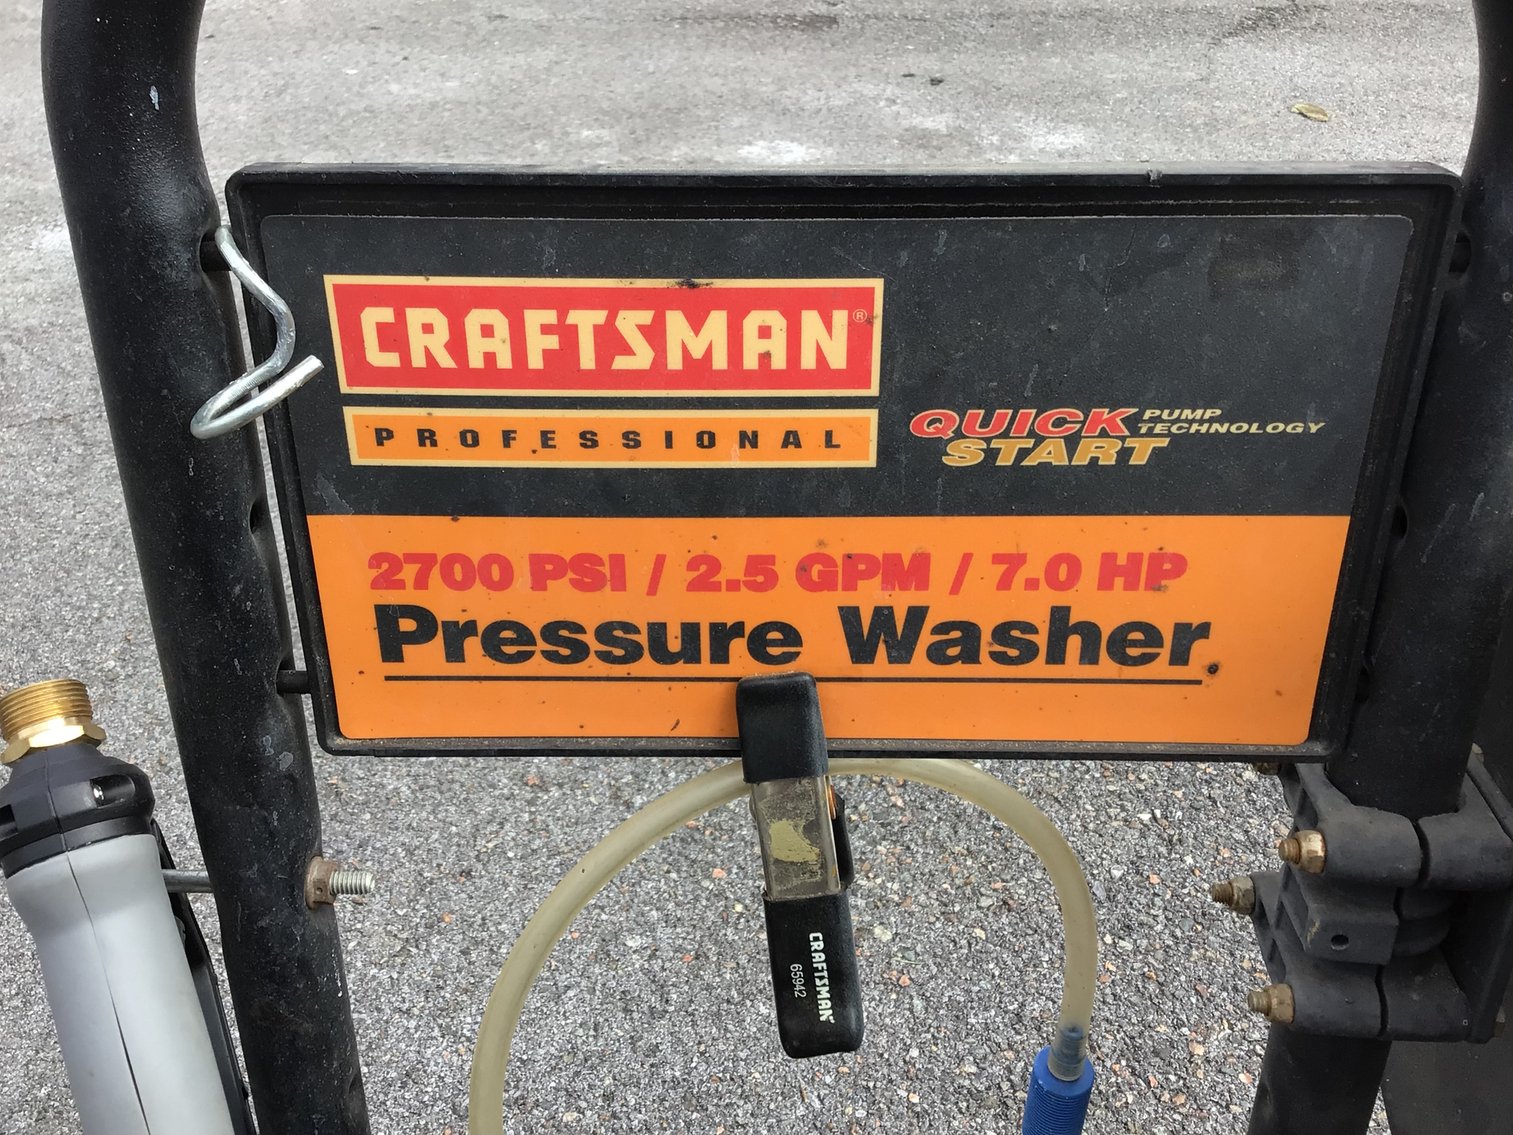 CRAFTSMAN®
PROFESSIONAL
QUICK START
PUMP TECHNOLOGY
2700 PSI / 2.5 GPM / 7.0 HP
Pressure Washer
CRAFTSMAN
65942